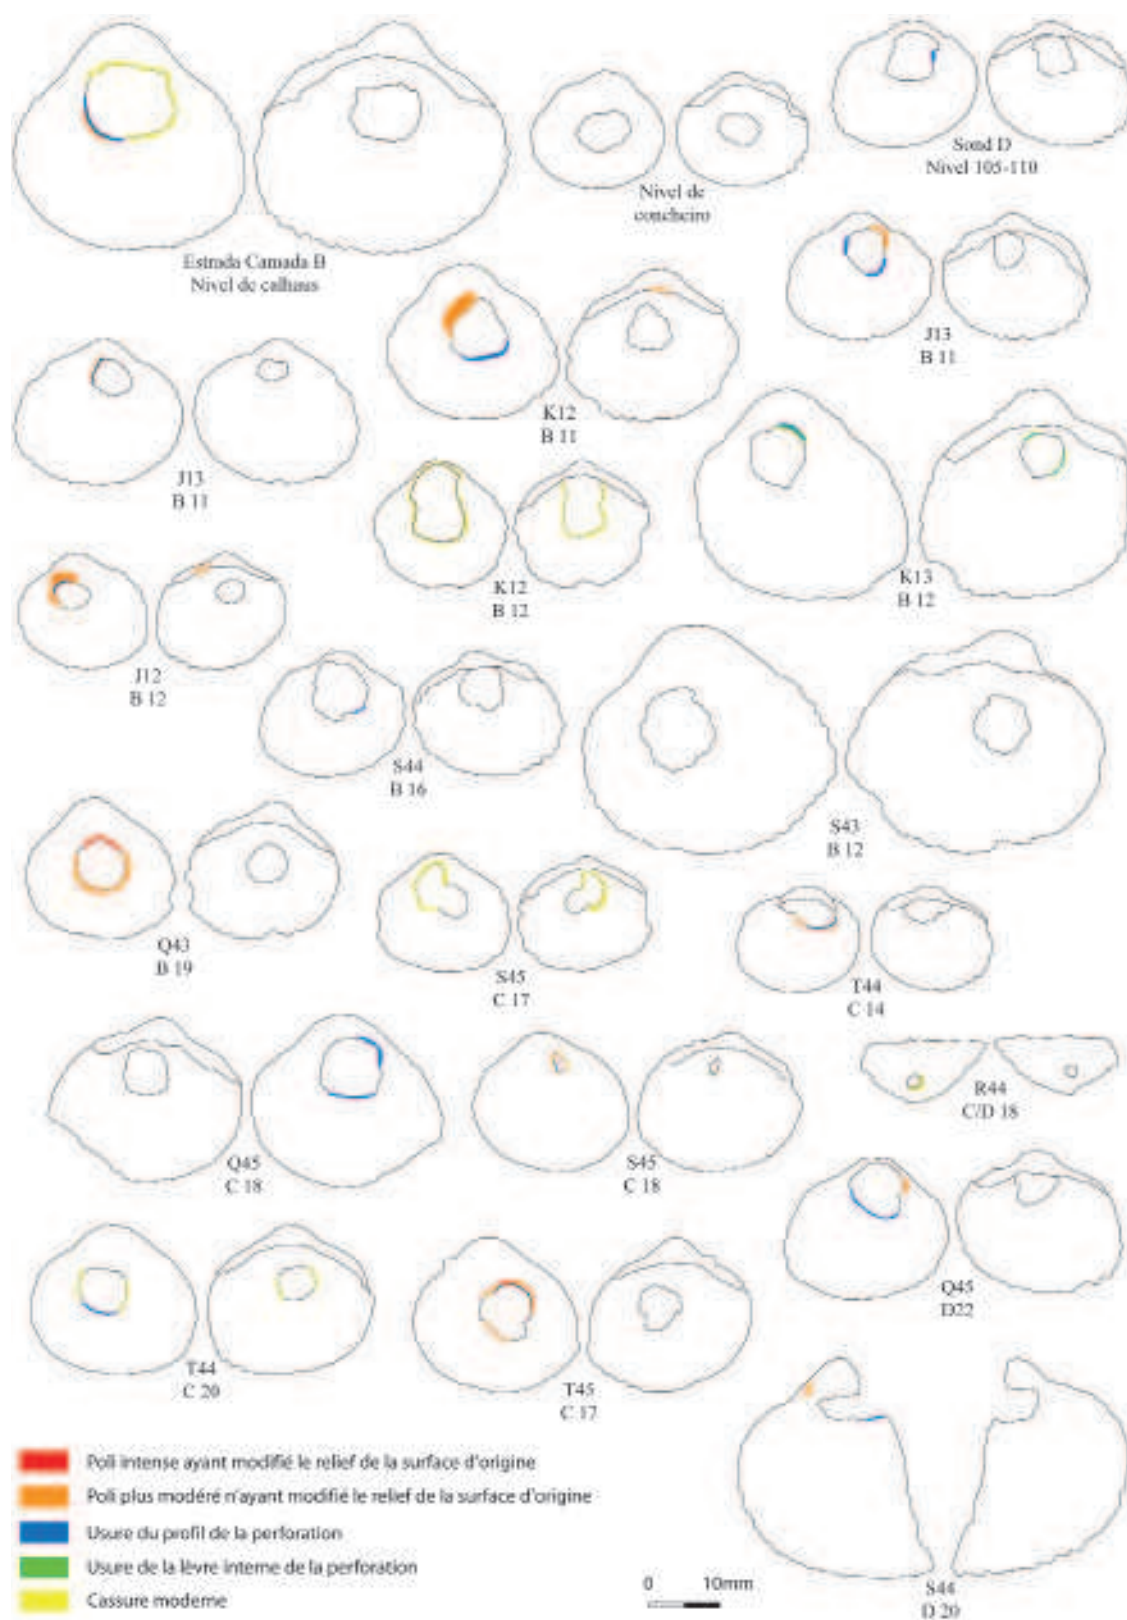 Sond D
Nivel 105-110
Nivel de
concheiro
Estrada Camada B
Nivel de calhaus
J13
B 11
K12
B 11
J13
B 11
K12
B 12
K13
B 12
J12
B 12
S44
B 16
S43
B 12
Q43
B 19
S45
C 17
T44
C 14
R44
C/D 18
Q45
C 18
S45
C 18
Q45
D22
T44
C 20
T45
C 17
Poli intense ayant modifié le relief de la surface d'origine
Poli plus modéré n'ayant modifié le relief de la surface d'origine
Usure du profil de la perforation
Usure de la lèvre interne de la perforation
Cassure moderne
0 10mm
S44
D 20